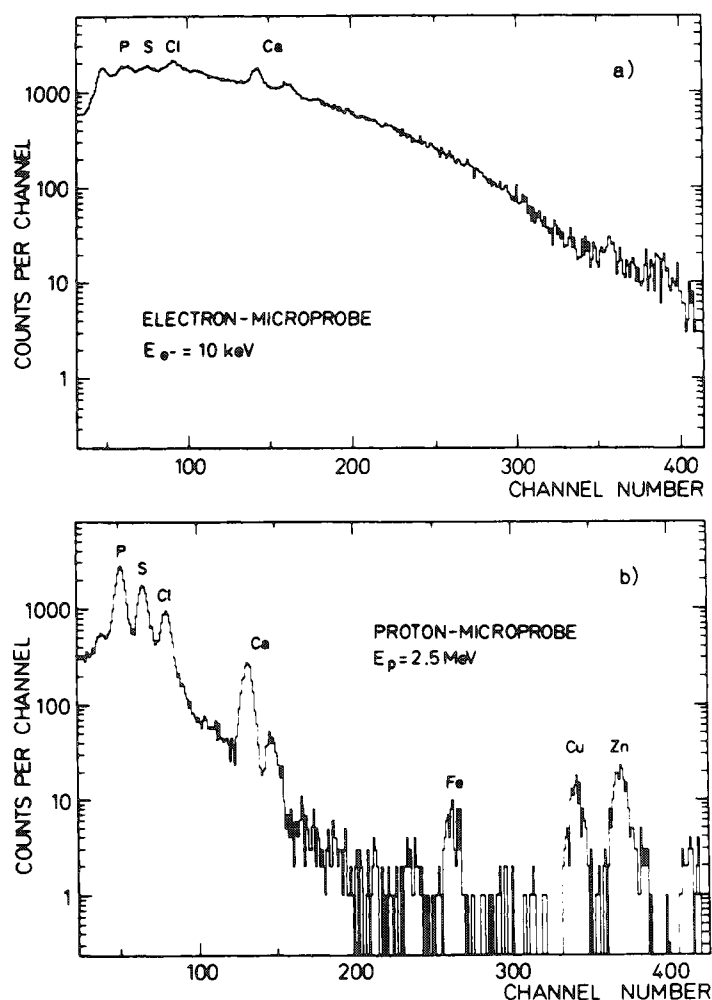 P S Cl Ca
a)
1000
100
10
1
COUNTS PER CHANNEL
ELECTRON-MICROPROBE
E e- = 10 keV
100 200 300 400
CHANNEL NUMBER
P
S
Cl
Ca
b)
1000
100
10
1
COUNTS PER CHANNEL
PROTON-MICROPROBE
Ep = 2.5 MeV
Fe
Cu Zn
100 200 300 400
CHANNEL NUMBER